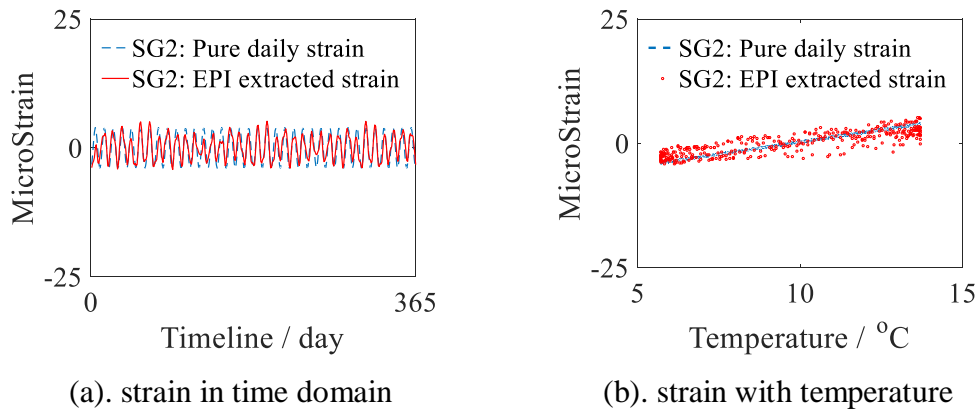 25
SG2: Pure daily strain
SG2: EPI extracted strain
0
-25
MicroStrain
0
365
Timeline / day
(a). strain in time domain
25
SG2: Pure daily strain
SG2: EPI extracted strain
0
-25
MicroStrain
5
10
15
Temperature / °C
(b). strain with temperature